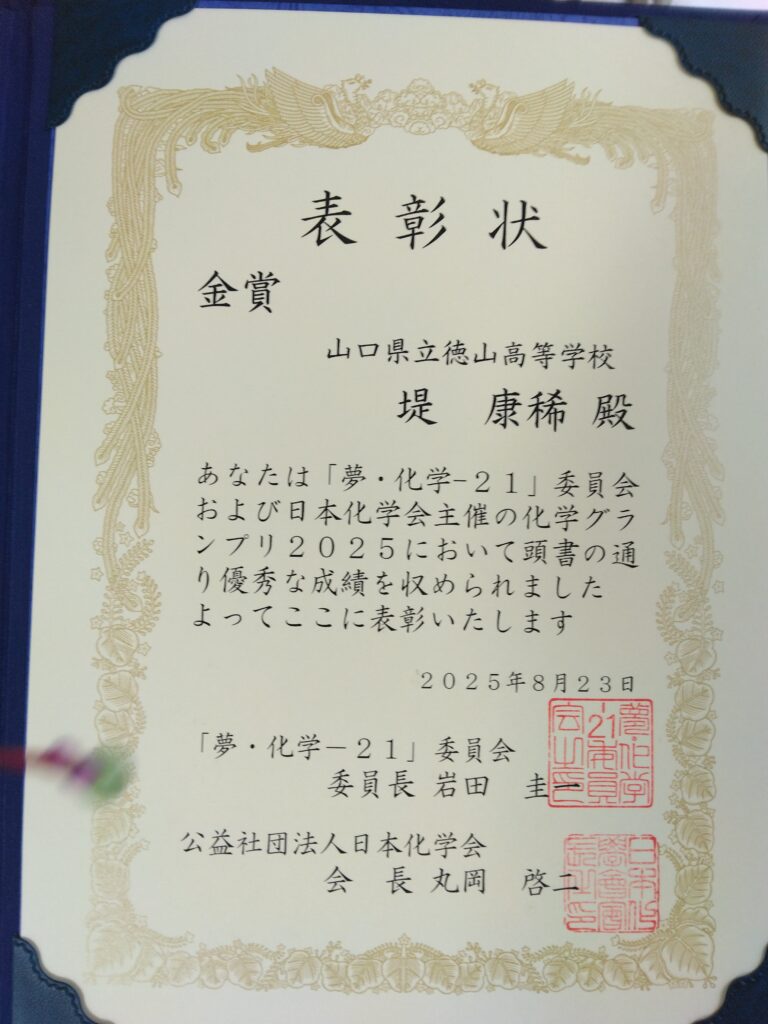 表彰状
金賞
山口県立徳山高等学校
堤　康稀 殿
あなたは「夢・化学−２１」委員会
および日本化学会主催の化学グラ
ンプリ２０２５において頭書の通
り優秀な成績を収められました
よってここに表彰いたします
２０２５年８月２３日
「夢・化学－２１」委員会
委員長 岩田　圭一
公益社団法人日本化学会
会　長 丸岡　啓二